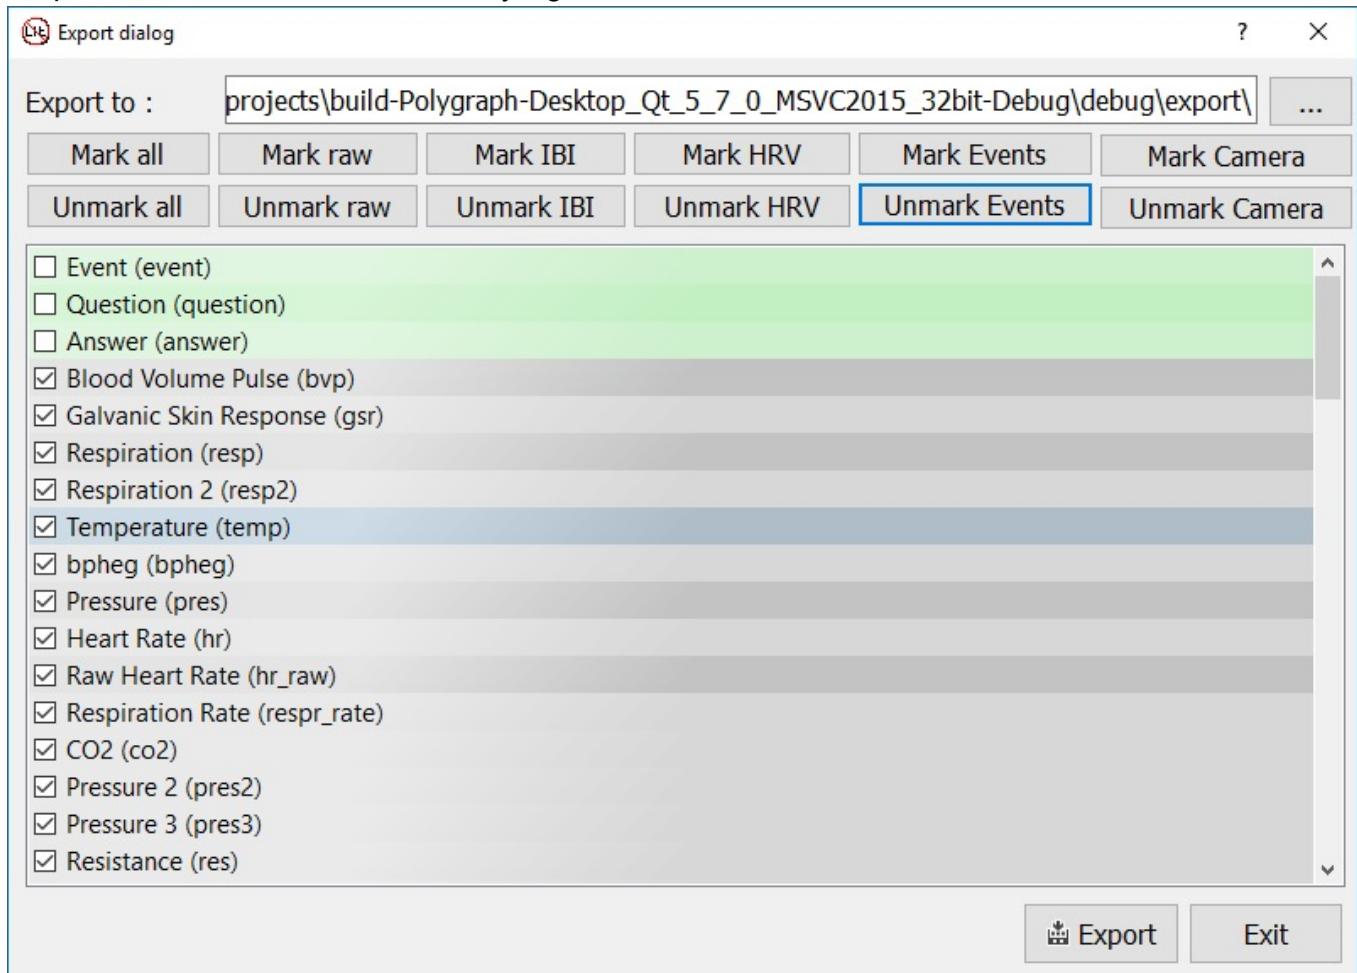 Export dialog ?
Export to : projects\build-Polygraph-Desktop_Qt_5_7_0_MSVC2015_32bit-Debug\debug\export\ ...
Mark all Mark raw Mark IBI Mark HRV Mark Events Mark Camera
Unmark all Unmark raw Unmark IBI Unmark HRV Unmark Events Unmark Camera
Event (event)
Question (question)
Answer (answer)
Blood Volume Pulse (bvp)
Galvanic Skin Response (gsr)
Respiration (resp)
Respiration 2 (resp2)
Temperature (temp)
bpheg (bpheg)
Pressure (pres)
Heart Rate (hr)
Raw Heart Rate (hr_raw)
Respiration Rate (respr_rate)
CO2 (co2)
Pressure 2 (pres2)
Pressure 3 (pres3)
Resistance (res)
Export Exit